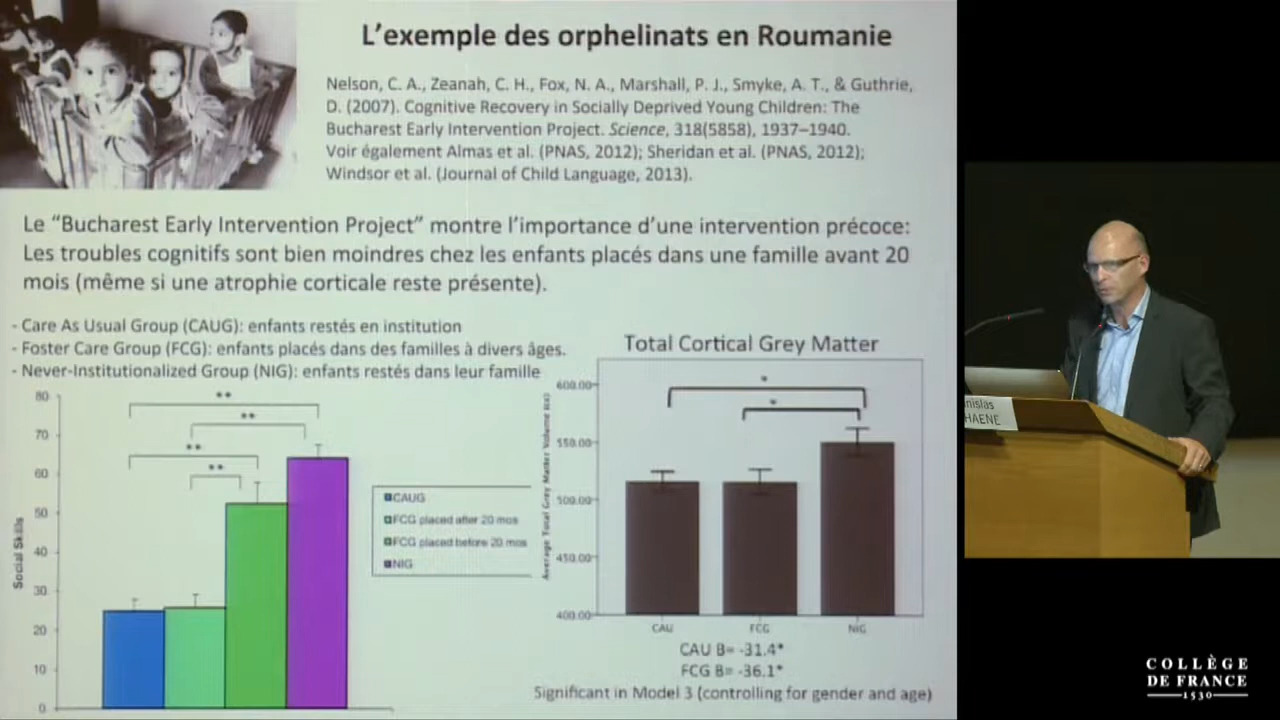 L'exemple des orphelinats en Roumanie
Nelson, C. A., Zeanah, C. H., Fox, N. A., Marshall, P. J., Smyke, A. T., & Guthrie,
D. (2007). Cognitive Recovery in Socially Deprived Young Children: The
Bucharest Early Intervention Project. Science, 318(5858), 1937–1940.
Voir également Almas et al. (PNAS, 2012); Sheridan et al. (PNAS, 2012);
Windsor et al. (Journal of Child Language, 2013).
Le "Bucharest Early Intervention Project" montre l'importance d'une intervention précoce:
Les troubles cognitifs sont bien moindres chez les enfants placés dans une famille avant 20
mois (même si une atrophie corticale reste présente).
- Care As Usual Group (CAUG): enfants restés en institution
- Foster Care Group (FCG): enfants placés dans des familles à divers âges.
- Never-Institutionalized Group (NIG): enfants restés dans leur famille
80
70
60
50
40
30
20
10
0
Social Skills
**
**
**
**
CAUG
FCG placed after 20 mos
FCG placed before 20 mos
NIG
Total Cortical Grey Matter
600.00
550.00
500.00
450.00
400.00
Average Total Grey Matter Volume
*
*
CAU
FCG
NIG
CAU B= -31.4*
FCG B= -36.1*
Significant in Model 3 (controlling for gender and age)
nislas
HAENE
COLLÈGE
DE FRANCE
1530